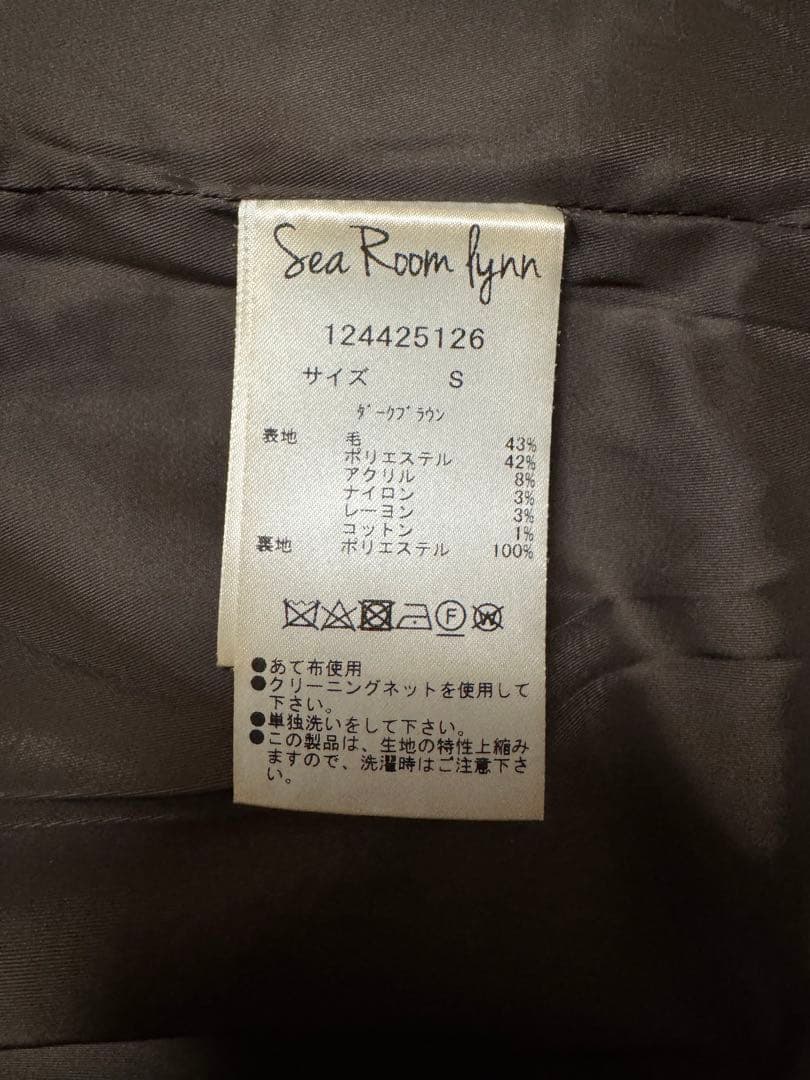 Sea Room lynn
124425126
サイズ S
ﾀﾞｰｸﾌﾞﾗｳﾝ
表地 毛 43%
ポリエステル 42%
アクリル 8%
ナイロン 3%
レーヨン 3%
コットン 1%
裏地 ポリエステル 100%
F W
●あて布使用
●クリーニングネットを使用して
下さい。
●単独洗いをして下さい。
●この製品は、生地の特性上縮み
ますので、洗濯時はご注意下さ
い。